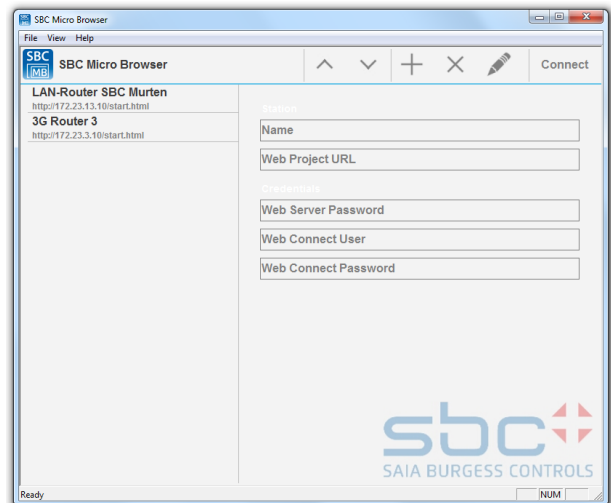 SBC Micro Browser
File View Help
SBC
MB
SBC Micro Browser
Connect
LAN-Router SBC Murten
http://172.23.13.10/start.html
3G Router 3
http://172.23.3.10/start.html
Station
Name
Web Project URL
Credentials
Web Server Password
Web Connect User
Web Connect Password
sbc
SAIA BURGESS CONTROLS
Ready
NUM